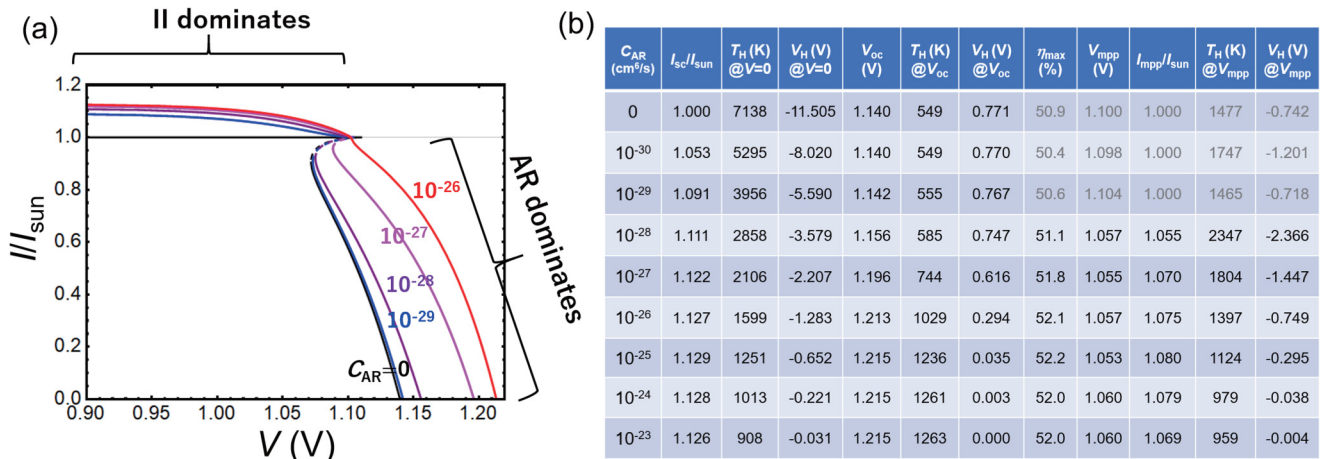 (a)
II dominates
1.2
1.0
0.8
0.6
0.4
0.2
0.0
I/Isun
0.90 0.95 1.00 1.05 1.10 1.15 1.20
V (V)
10-26
10-27
10-28
10-29
CAR=0
AR dominates
(b)
CAR (cm6/s) Isc/Isun TH (K) @V=0 VH (V) @V=0 Voc (V) TH (K) @Voc VH (V) @Voc ηmax (%) Vmpp (V) Impp/Isun TH (K) @Vmpp VH (V) @Vmpp
0 1.000 7138 -11.505 1.140 549 0.771 50.9 1.100 1.000 1477 -0.742
10-30 1.053 5295 -8.020 1.140 549 0.770 50.4 1.098 1.000 1747 -1.201
10-29 1.091 3956 -5.590 1.142 555 0.767 50.6 1.104 1.000 1465 -0.718
10-28 1.111 2858 -3.579 1.156 585 0.747 51.1 1.057 1.055 2347 -2.366
10-27 1.122 2106 -2.207 1.196 744 0.616 51.8 1.055 1.070 1804 -1.447
10-26 1.127 1599 -1.283 1.213 1029 0.294 52.1 1.057 1.075 1397 -0.749
10-25 1.129 1251 -0.652 1.215 1236 0.035 52.2 1.053 1.080 1124 -0.295
10-24 1.128 1013 -0.221 1.215 1261 0.003 52.0 1.060 1.079 979 -0.038
10-23 1.126 908 -0.031 1.215 1263 0.000 52.0 1.060 1.069 959 -0.004